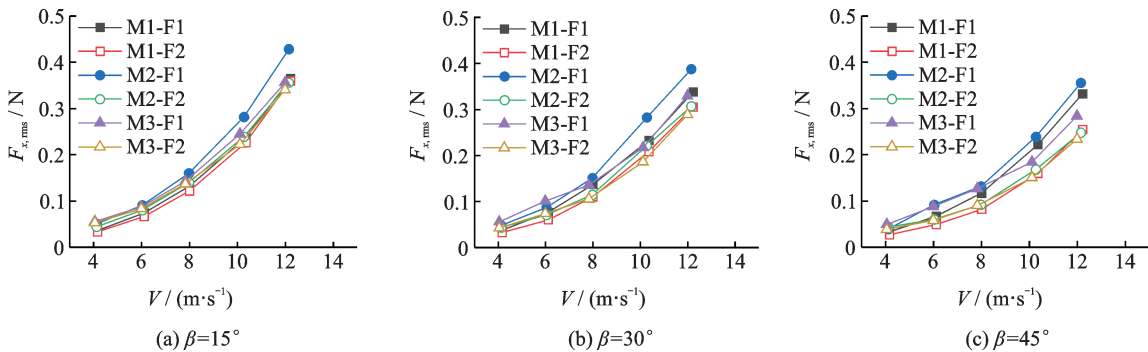 F_{x,rms} / N
0.5
0.4
0.3
0.2
0.1
0
M1-F1
M1-F2
M2-F1
M2-F2
M3-F1
M3-F2
4 6 8 10 12 14
V / (m·s⁻¹)
(a) β=15°
F_{x,rms} / N
0.5
0.4
0.3
0.2
0.1
0
M1-F1
M1-F2
M2-F1
M2-F2
M3-F1
M3-F2
4 6 8 10 12 14
V / (m·s⁻¹)
(b) β=30°
F_{x,rms} / N
0.5
0.4
0.3
0.2
0.1
0
M1-F1
M1-F2
M2-F1
M2-F2
M3-F1
M3-F2
4 6 8 10 12 14
V / (m·s⁻¹)
(c) β=45°